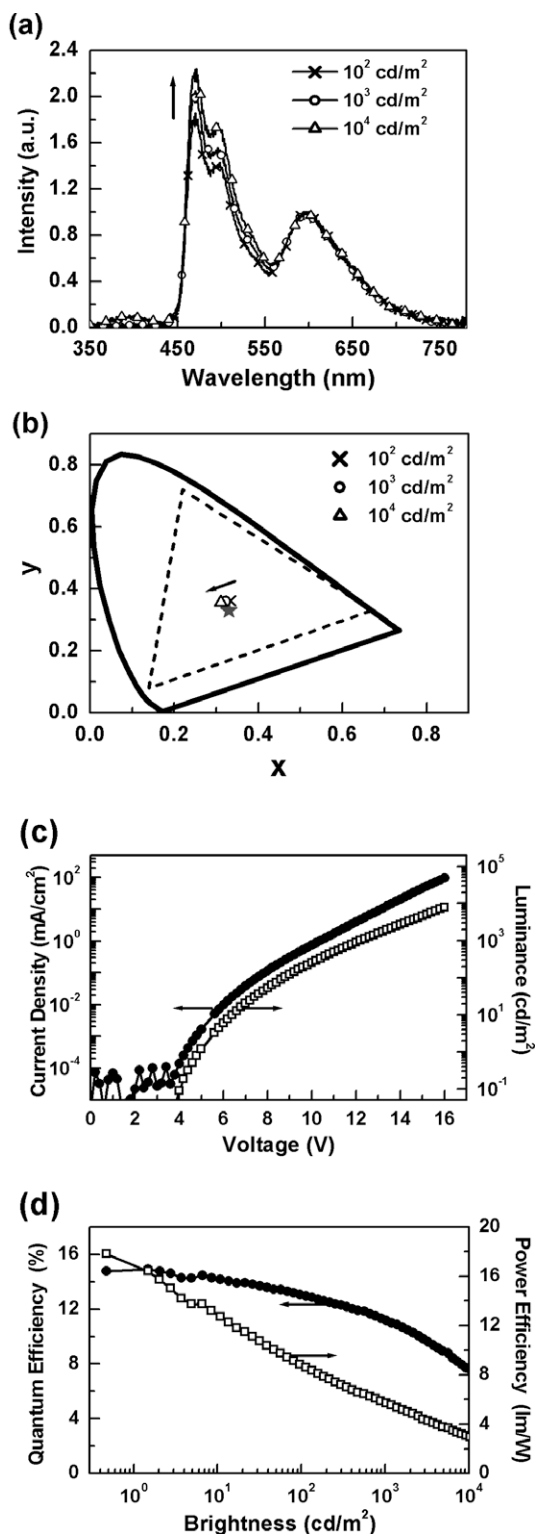 (a)
2.4
2.0
1.6
1.2
0.8
0.4
0.0
Intensity (a.u.)
10² cd/m²
10³ cd/m²
10⁴ cd/m²
350 450 550 650 750
Wavelength (nm)
(b)
0.8
0.6
0.4
0.2
0.0
y
10² cd/m²
10³ cd/m²
10⁴ cd/m²
0.0 0.2 0.4 0.6 0.8
x
(c)
Current Density (mA/cm²)
10²
10⁰
10⁻²
10⁻⁴
10⁵
10³
10¹
10⁻¹
Luminance (cd/m²)
0 2 4 6 8 10 12 14 16
Voltage (V)
(d)
Quantum Efficiency (%)
16
12
8
4
0
20
16
12
8
4
0
Power Efficiency (lm/W)
10⁰ 10¹ 10² 10³ 10⁴
Brightness (cd/m²)